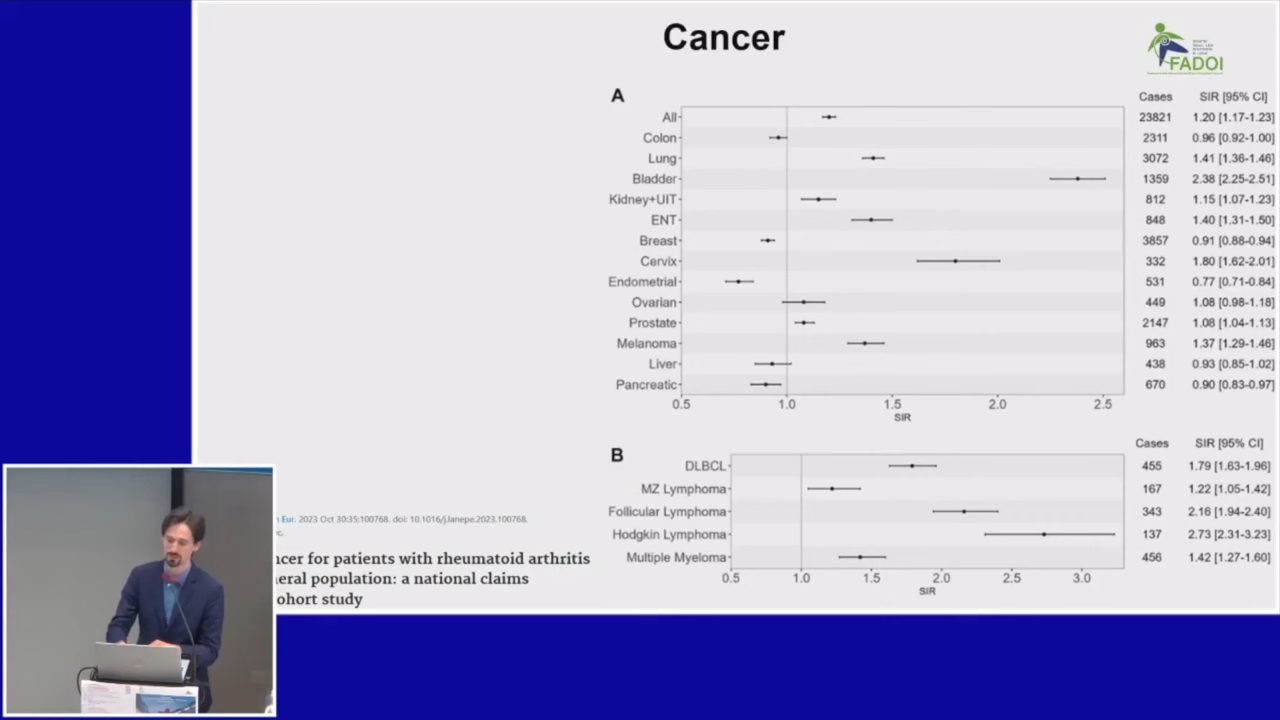 Cancer
FADOI
A
Cases SIR [95% CI]
All 23821 1.20 [1.17-1.23]
Colon 2311 0.96 [0.92-1.00]
Lung 3072 1.41 [1.36-1.46]
Bladder 1359 2.38 [2.25-2.51]
Kidney+UIT 812 1.15 [1.07-1.23]
ENT 848 1.40 [1.31-1.50]
Breast 3857 0.91 [0.88-0.94]
Cervix 332 1.80 [1.62-2.01]
Endometrial 531 0.77 [0.71-0.84]
Ovarian 449 1.08 [0.98-1.18]
Prostate 2147 1.08 [1.04-1.13]
Melanoma 963 1.37 [1.29-1.46]
Liver 438 0.93 [0.85-1.02]
Pancreatic 670 0.90 [0.83-0.97]
0.5 1.0 1.5 2.0 2.5
SIR
B
Cases SIR [95% CI]
DLBCL 455 1.79 [1.63-1.96]
MZ Lymphoma 167 1.22 [1.05-1.42]
Follicular Lymphoma 343 2.16 [1.94-2.40]
Hodgkin Lymphoma 137 2.73 [2.31-3.23]
Multiple Myeloma 456 1.42 [1.27-1.60]
0.5 1.0 1.5 2.0 2.5 3.0
SIR
Eur. 2023 Oct 30:35:100768. doi: 10.1016/j.lanepe.2023.100768.
ncer for patients with rheumatoid arthritis
neral population: a national claims
ohort study